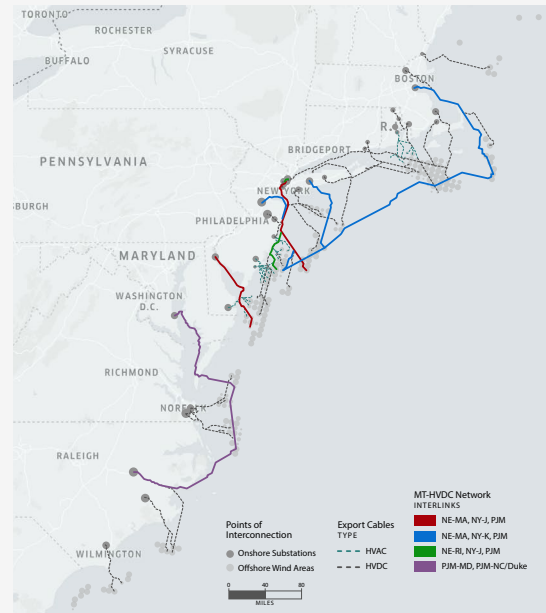 TORONTO
ROCHESTER
SYRACUSE
BUFFALO
BOSTON
R.
BRIDGEPORT
PENNSYLVANIA
NEW YORK
SBURGH
PHILADELPHIA
MARYLAND
WASHINGTON
D.C.
RICHMOND
NORFOLK
RALEIGH
WILMINGTON
Points of
Interconnection
Onshore Substations
Offshore Wind Areas
0 40 80
MILES
Export Cables
TYPE
HVAC
HVDC
MT-HVDC Network
INTERLINKS
NE-MA, NY-J, PJM
NE-MA, NY-K, PJM
NE-RI, NY-J, PJM
PJM-MD, PJM-NC/Duke